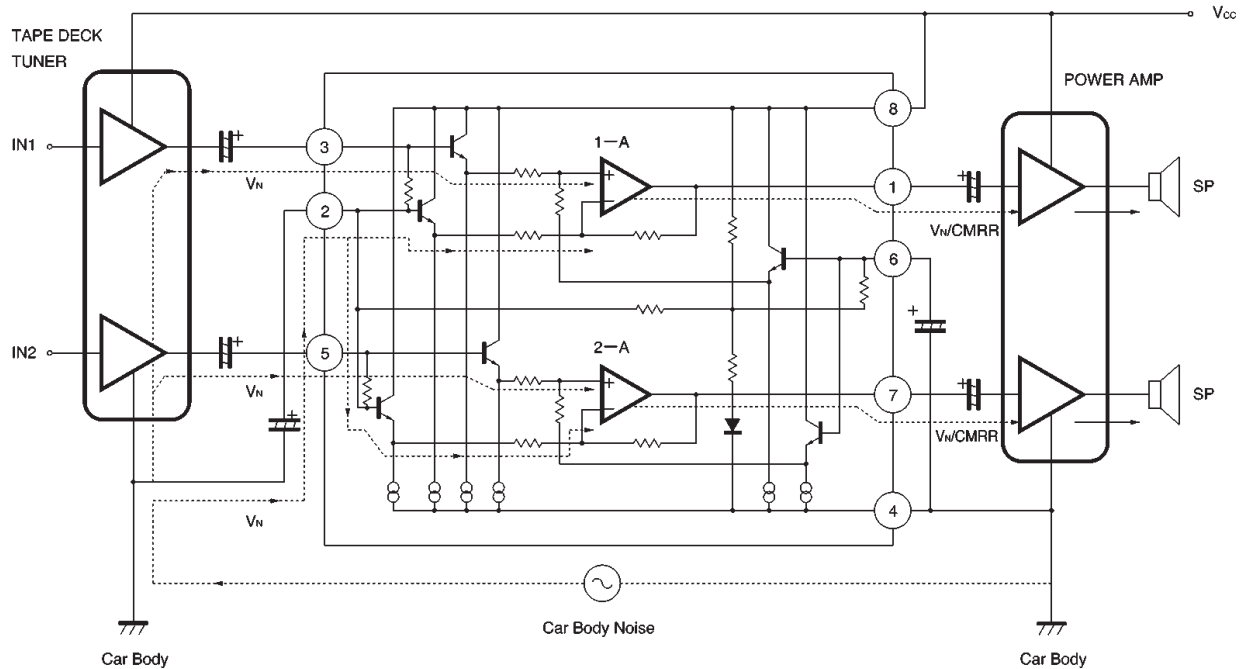 Vcc
TAPE DECK
TUNER
POWER AMP
8
IN1
+
3
1-A
+
−
1
+
SP
VN
2
VN/CMRR
6
+
IN2
+
5
2-A
+
−
7
+
SP
VN
+
VN/CMRR
4
VN
Car Body Noise
Car Body
Car Body